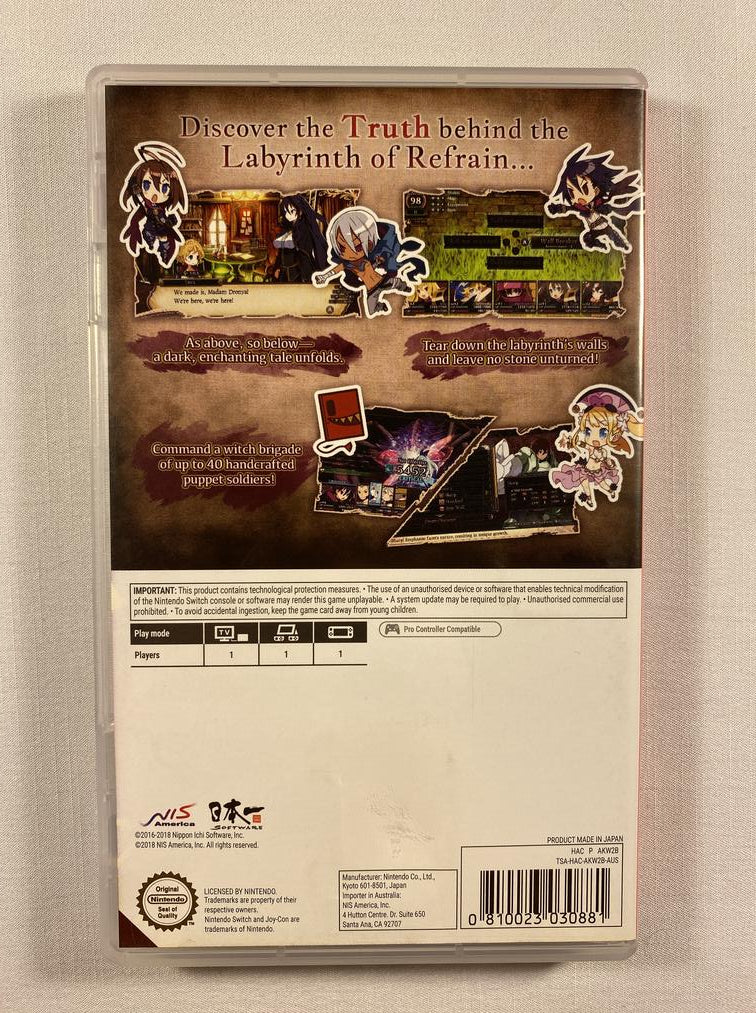 Discover the Truth behind the
Labyrinth of Refrain...
98
We made it, Madam Dronya!
We're here, we're here!
As above, so below—
a dark, enchanting tale unfolds.
Tear down the labyrinth's walls
and leave no stone unturned!
Command a witch brigade
of up to 40 handcrafted
puppet soldiers!
IMPORTANT: This product contains technological protection measures. • The use of an unauthorised device or software that enables technical modification
of the Nintendo Switch console or software may render this game unplayable. • A system update may be required to play. • Unauthorised commercial use
prohibited. • To avoid accidental ingestion, keep the game card away from young children.
Play mode TV
Pro Controller Compatible
Players 1 1 1
NIS America
日本一 SOFTWARE
©2016-2018 Nippon Ichi Software, Inc.
©2018 NIS America, Inc. All rights reserved.
PRODUCT MADE IN JAPAN
HAC P AKW2B
TSA-HAC-AKW2B-AUS
Original
Nintendo
Seal of
Quality
TM
LICENSED BY NINTENDO.
Trademarks are property of their
respective owners.
Nintendo Switch and Joy-Con are
trademarks of Nintendo.
Manufacturer: Nintendo Co., Ltd.,
Kyoto 601-8501, Japan
Importer in Australia:
NIS America, Inc.
4 Hutton Centre. Dr. Suite 650
Santa Ana, CA 92707
0 810023 030881